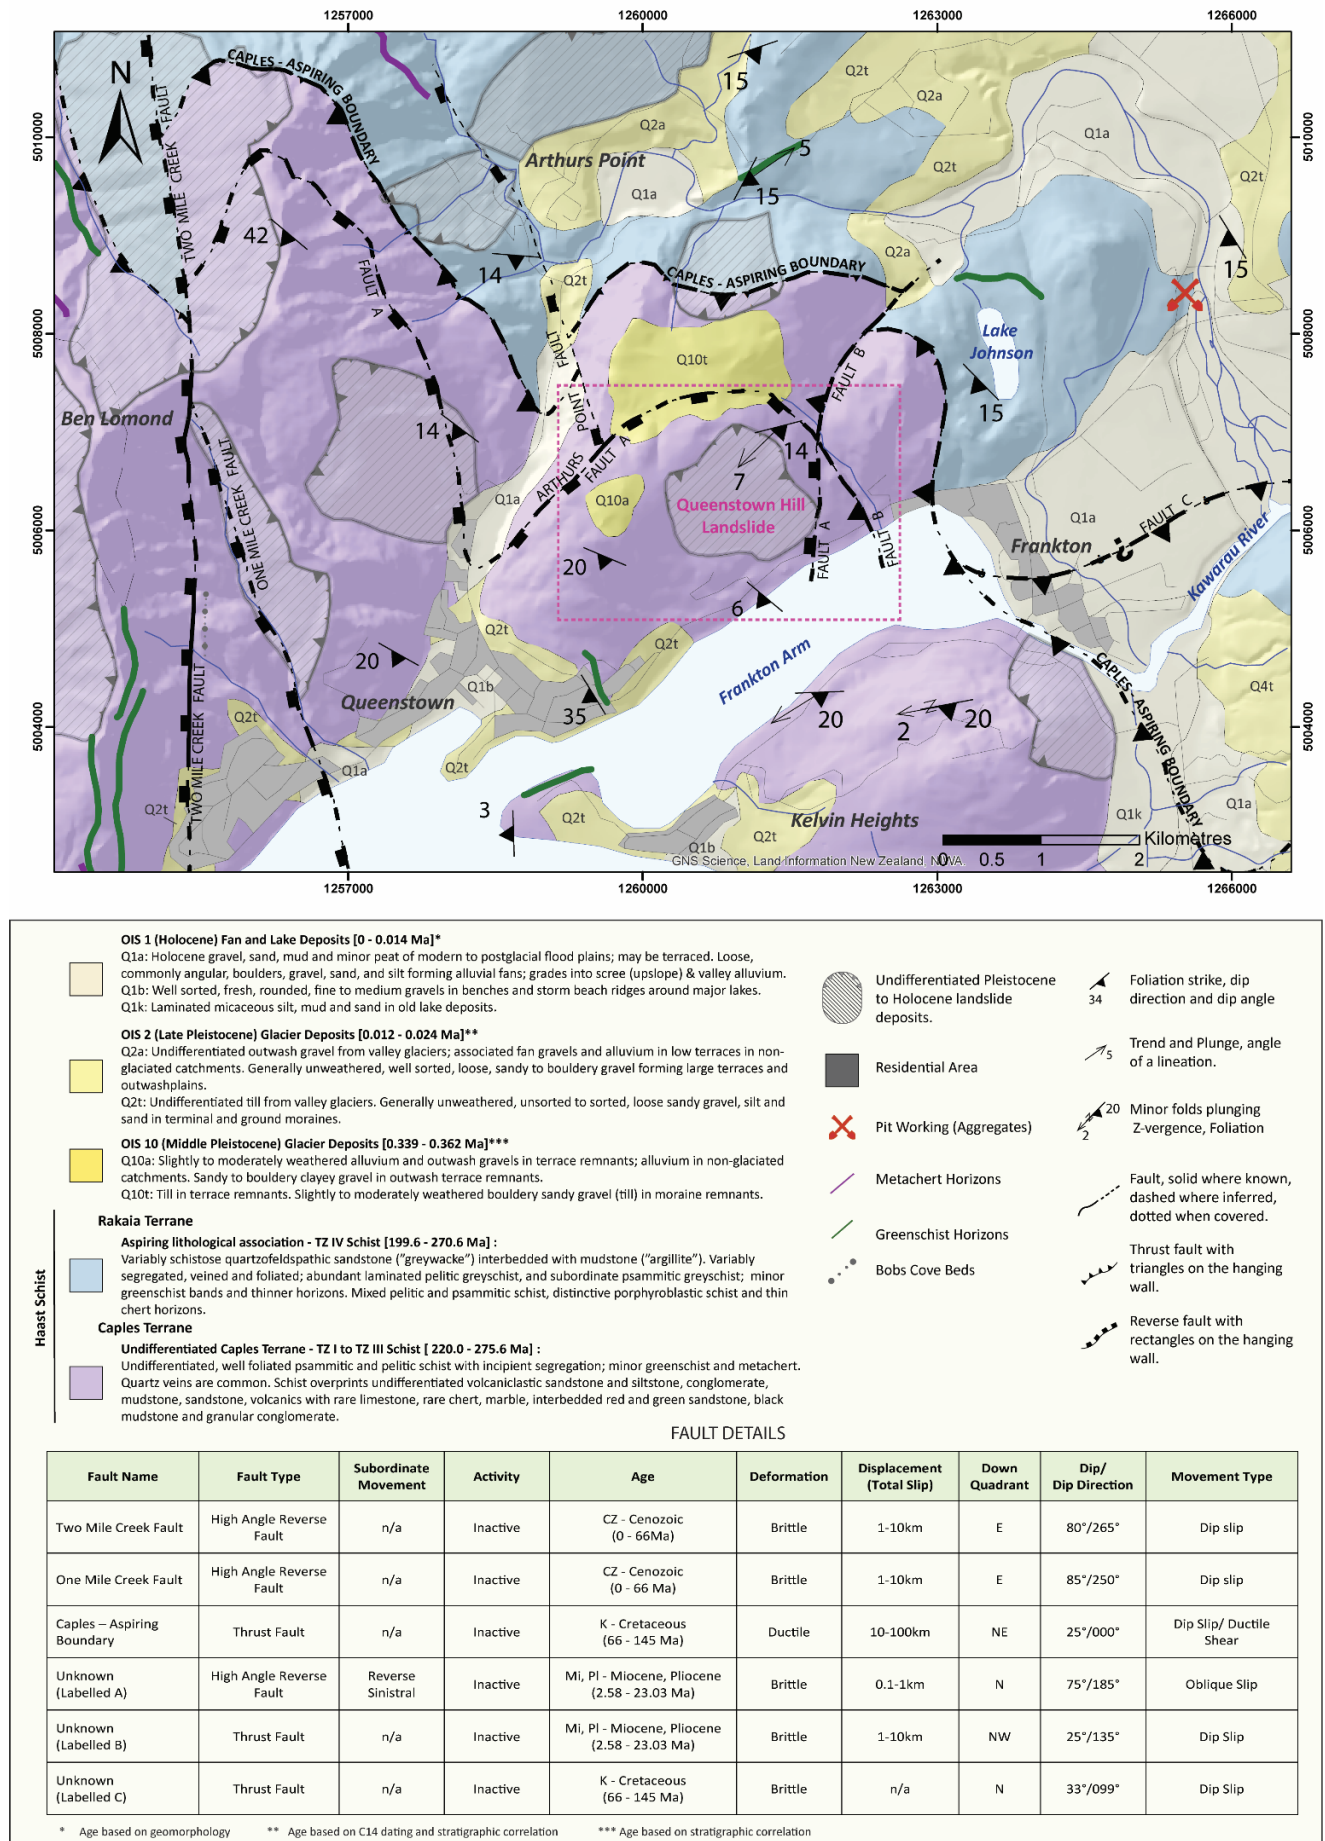 1257000
1260000
1263000
1266000
5010000
5008000
5006000
5004000
5010000
5008000
5006000
5004000
N
CAPLES - ASPIRING BOUNDARY
TWO MILE CREEK FAULT
15
Q2t
Q2a
Q2a
Q1a
Arthurs Point
5
Q2t
Q2t
Q1a
15
42
FAULT A
14
Q2t
CAPLES - ASPIRING BOUNDARY
Q2a
15
Lake
Johnson
Q10t
FAULT B
ARTHURS POINT FAULT
Ben Lomond
14
FAULT A
14
7
15
Q1a
Q10a
Queenstown Hill
Landslide
Q1a
FAULT C
Frankton
ONE MILE CREEK FAULT
20
FAULT A
FAULT B
Kawarau River
6
Q2t
Q2t
20
Frankton Arm
CAPLES ASPIRING BOUNDARY
Queenstown
Q1b
35
Q2t
20
2
20
Q4t
TWO MILE CREEK FAULT
Q1a
Q2t
Q2t
3
Q2t
Kelvin Heights
Q1k
Q1a
Q2t
Q1b
Kilometres
0 0.5 1 2
GNS Science, Land Information New Zealand, NIWA
1257000
1260000
1263000
1266000
OIS 1 (Holocene) Fan and Lake Deposits [0 - 0.014 Ma]*
Q1a: Holocene gravel, sand, mud and minor peat of modern to postglacial flood plains; may be terraced. Loose,
commonly angular, boulders, gravel, sand, and silt forming alluvial fans; grades into scree (upslope) & valley alluvium.
Q1b: Well sorted, fresh, rounded, fine to medium gravels in benches and storm beach ridges around major lakes.
Q1k: Laminated micaceous silt, mud and sand in old lake deposits.
OIS 2 (Late Pleistocene) Glacier Deposits [0.012 - 0.024 Ma]**
Q2a: Undifferentiated outwash gravel from valley glaciers; associated fan gravels and alluvium in low terraces in non-
glaciated catchments. Generally unweathered, well sorted, loose, sandy to bouldery gravel forming large terraces and
outwashplains.
Q2t: Undifferentiated till from valley glaciers. Generally unweathered, unsorted to sorted, loose sandy gravel, silt and
sand in terminal and ground moraines.
OIS 10 (Middle Pleistocene) Glacier Deposits [0.339 - 0.362 Ma]***
Q10a: Slightly to moderately weathered alluvium and outwash gravels in terrace remnants; alluvium in non-glaciated
catchments. Sandy to bouldery clayey gravel in outwash terrace remnants.
Q10t: Till in terrace remnants. Slightly to moderately weathered bouldery sandy gravel (till) in moraine remnants.
Haast Schist
Rakaia Terrane
Aspiring lithological association - TZ IV Schist [199.6 - 270.6 Ma] :
Variably schistose quartzofeldspathic sandstone ("greywacke") interbedded with mudstone ("argillite"). Variably
segregated, veined and foliated; abundant laminated pelitic greyschist, and subordinate psammitic greyschist; minor
greenschist bands and thinner horizons. Mixed pelitic and psammitic schist, distinctive porphyroblastic schist and thin
chert horizons.
Caples Terrane
Undifferentiated Caples Terrane - TZ I to TZ III Schist [ 220.0 - 275.6 Ma] :
Undifferentiated, well foliated psammitic and pelitic schist with incipient segregation; minor greenschist and metachert.
Quartz veins are common. Schist overprints undifferentiated volcaniclastic sandstone and siltstone, conglomerate,
mudstone, sandstone, volcanics with rare limestone, rare chert, marble, interbedded red and green sandstone, black
mudstone and granular conglomerate.
Undifferentiated Pleistocene
to Holocene landslide
deposits.
Residential Area
Pit Working (Aggregates)
Metachert Horizons
Greenschist Horizons
Bobs Cove Beds
34
Foliation strike, dip
direction and dip angle
5
Trend and Plunge, angle
of a lineation.
20
2
Minor folds plunging
Z-vergence, Foliation
Fault, solid where known,
dashed where inferred,
dotted when covered.
Thrust fault with
triangles on the hanging
wall.
Reverse fault with
rectangles on the hanging
wall.
FAULT DETAILS
Fault Name | Fault Type | Subordinate Movement | Activity | Age | Deformation | Displacement (Total Slip) | Down Quadrant | Dip/ Dip Direction | Movement Type
Two Mile Creek Fault | High Angle Reverse Fault | n/a | Inactive | CZ - Cenozoic (0 - 66Ma) | Brittle | 1-10km | E | 80°/265° | Dip slip
One Mile Creek Fault | High Angle Reverse Fault | n/a | Inactive | CZ - Cenozoic (0 - 66 Ma) | Brittle | 1-10km | E | 85°/250° | Dip slip
Caples – Aspiring Boundary | Thrust Fault | n/a | Inactive | K - Cretaceous (66 - 145 Ma) | Ductile | 10-100km | NE | 25°/000° | Dip Slip/ Ductile Shear
Unknown (Labelled A) | High Angle Reverse Fault | Reverse Sinistral | Inactive | Mi, Pl - Miocene, Pliocene (2.58 - 23.03 Ma) | Brittle | 0.1-1km | N | 75°/185° | Oblique Slip
Unknown (Labelled B) | Thrust Fault | n/a | Inactive | Mi, Pl - Miocene, Pliocene (2.58 - 23.03 Ma) | Brittle | 1-10km | NW | 25°/135° | Dip Slip
Unknown (Labelled C) | Thrust Fault | n/a | Inactive | K - Cretaceous (66 - 145 Ma) | Brittle | n/a | N | 33°/099° | Dip Slip
* Age based on geomorphology ** Age based on C14 dating and stratigraphic correlation *** Age based on stratigraphic correlation